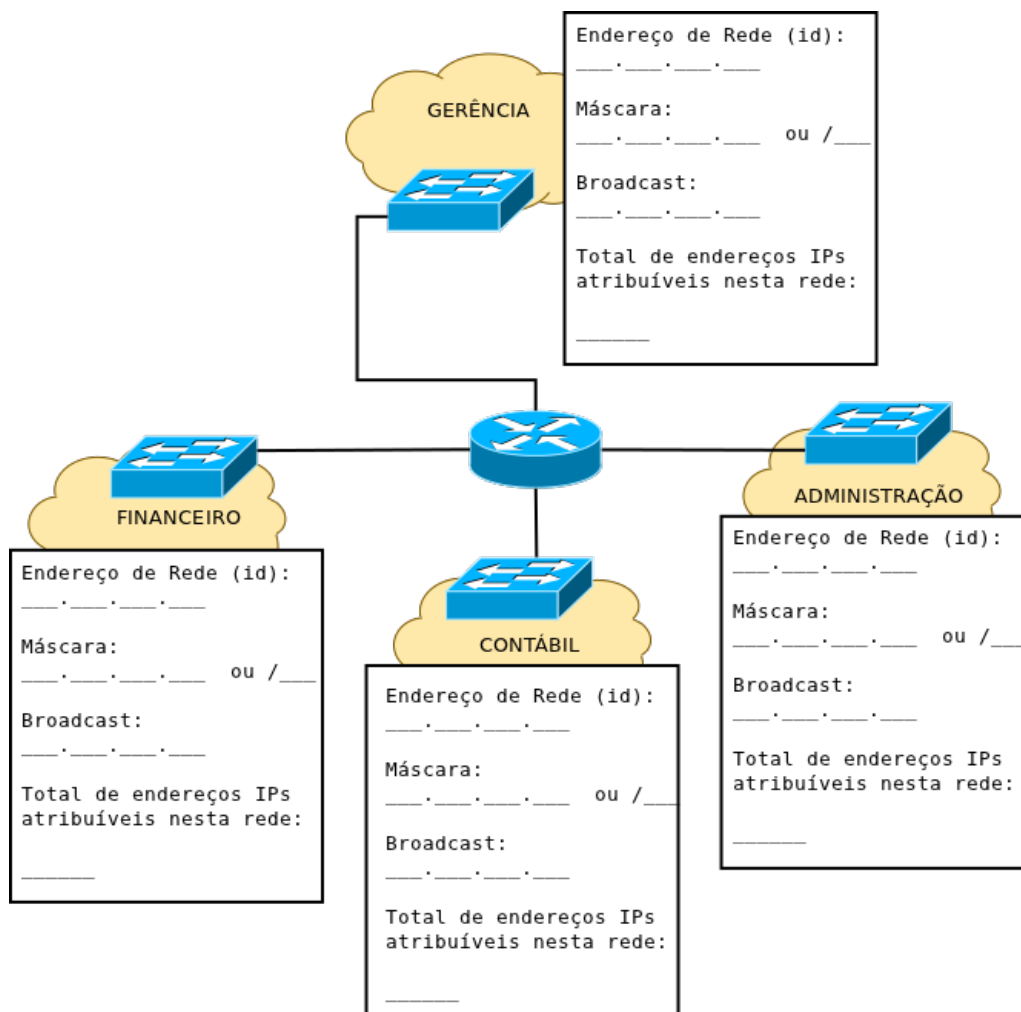 GERÊNCIA
Endereço de Rede (id):
___.___.___.___
Máscara:
___.___.___.___  ou /___
Broadcast:
___.___.___.___
Total de endereços IPs
atribuíveis nesta rede:
______
FINANCEIRO
Endereço de Rede (id):
___.___.___.___
Máscara:
___.___.___.___  ou /___
Broadcast:
___.___.___.___
Total de endereços IPs
atribuíveis nesta rede:
______
CONTÁBIL
Endereço de Rede (id):
___.___.___.___
Máscara:
___.___.___.___  ou /___
Broadcast:
___.___.___.___
Total de endereços IPs
atribuíveis nesta rede:
______
ADMINISTRAÇÃO
Endereço de Rede (id):
___.___.___.___
Máscara:
___.___.___.___  ou /___
Broadcast:
___.___.___.___
Total de endereços IPs
atribuíveis nesta rede:
______